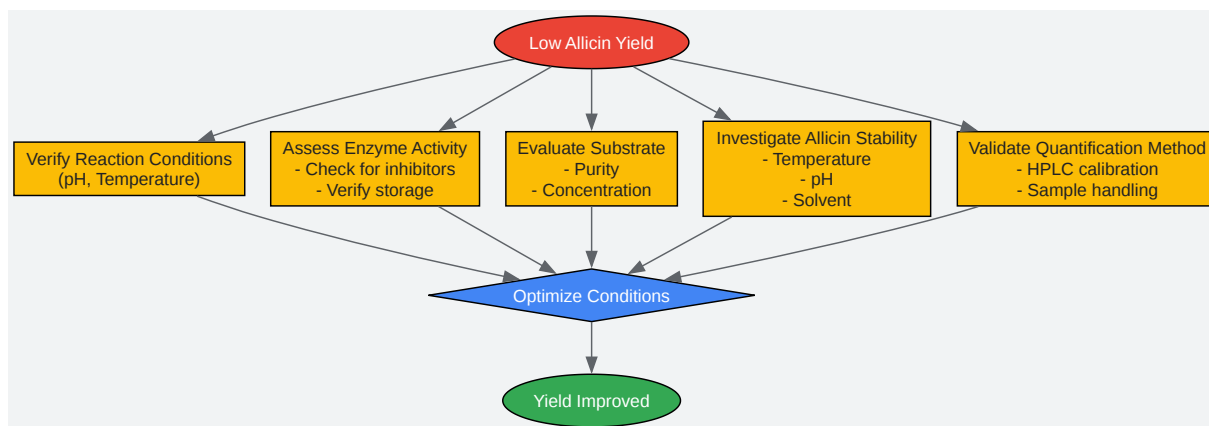 Low Allicin Yield
Verify Reaction Conditions
(pH, Temperature)
Assess Enzyme Activity
- Check for inhibitors
- Verify storage
Evaluate Substrate
- Purity
- Concentration
Investigate Allicin Stability
- Temperature
- pH
- Solvent
Validate Quantification Method
- HPLC calibration
- Sample handling
Optimize Conditions
Yield Improved